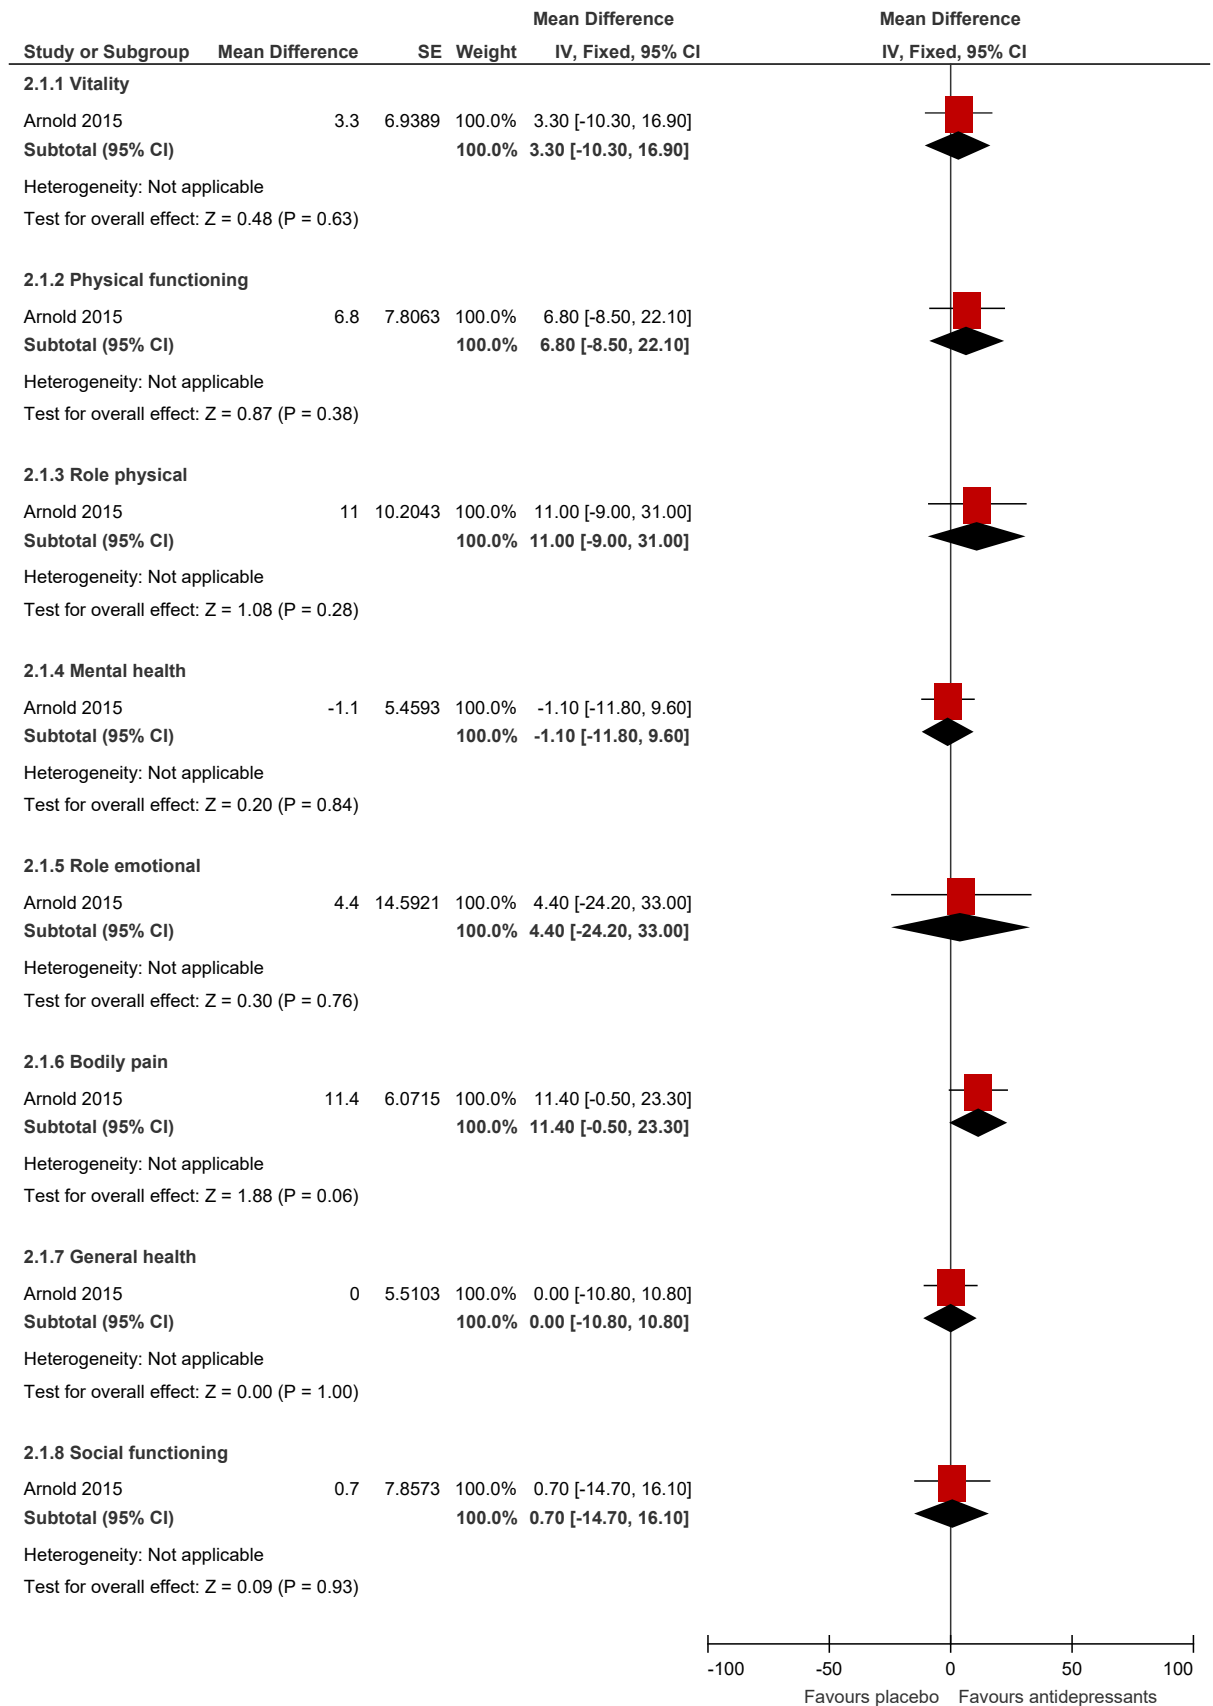 Mean Difference Mean Difference
Study or Subgroup Mean Difference SE Weight IV, Fixed, 95% CI IV, Fixed, 95% CI
2.1.1 Vitality
Arnold 2015 3.3 6.9389 100.0% 3.30 [-10.30, 16.90]
Subtotal (95% CI) 100.0% 3.30 [-10.30, 16.90]
Heterogeneity: Not applicable
Test for overall effect: Z = 0.48 (P = 0.63)
2.1.2 Physical functioning
Arnold 2015 6.8 7.8063 100.0% 6.80 [-8.50, 22.10]
Subtotal (95% CI) 100.0% 6.80 [-8.50, 22.10]
Heterogeneity: Not applicable
Test for overall effect: Z = 0.87 (P = 0.38)
2.1.3 Role physical
Arnold 2015 11 10.2043 100.0% 11.00 [-9.00, 31.00]
Subtotal (95% CI) 100.0% 11.00 [-9.00, 31.00]
Heterogeneity: Not applicable
Test for overall effect: Z = 1.08 (P = 0.28)
2.1.4 Mental health
Arnold 2015 -1.1 5.4593 100.0% -1.10 [-11.80, 9.60]
Subtotal (95% CI) 100.0% -1.10 [-11.80, 9.60]
Heterogeneity: Not applicable
Test for overall effect: Z = 0.20 (P = 0.84)
2.1.5 Role emotional
Arnold 2015 4.4 14.5921 100.0% 4.40 [-24.20, 33.00]
Subtotal (95% CI) 100.0% 4.40 [-24.20, 33.00]
Heterogeneity: Not applicable
Test for overall effect: Z = 0.30 (P = 0.76)
2.1.6 Bodily pain
Arnold 2015 11.4 6.0715 100.0% 11.40 [-0.50, 23.30]
Subtotal (95% CI) 100.0% 11.40 [-0.50, 23.30]
Heterogeneity: Not applicable
Test for overall effect: Z = 1.88 (P = 0.06)
2.1.7 General health
Arnold 2015 0 5.5103 100.0% 0.00 [-10.80, 10.80]
Subtotal (95% CI) 100.0% 0.00 [-10.80, 10.80]
Heterogeneity: Not applicable
Test for overall effect: Z = 0.00 (P = 1.00)
2.1.8 Social functioning
Arnold 2015 0.7 7.8573 100.0% 0.70 [-14.70, 16.10]
Subtotal (95% CI) 100.0% 0.70 [-14.70, 16.10]
Heterogeneity: Not applicable
Test for overall effect: Z = 0.09 (P = 0.93)
-100 -50 0 50 100
Favours placebo Favours antidepressants